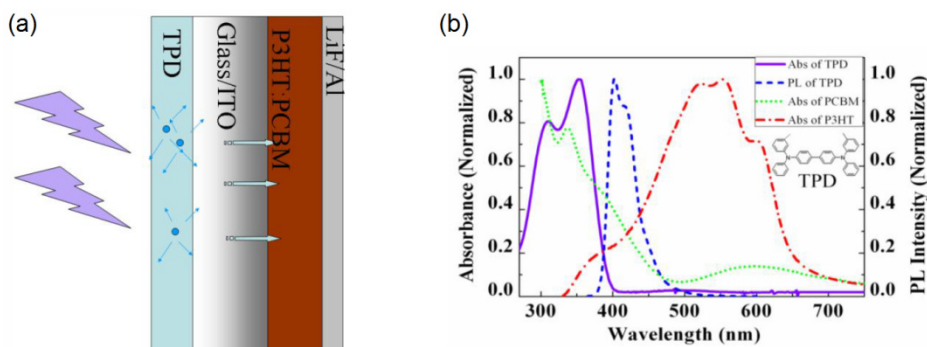 (a)
TPD
Glass/ITO
P3HT:PCBM
LiF/Al
(b)
Absorbance (Normalized)
1.0
0.8
0.6
0.4
0.2
0.0
Abs of TPD
PL of TPD
Abs of PCBM
Abs of P3HT
N
N
TPD
1.0
0.8
0.6
0.4
0.2
0.0
PL Intensity (Normalized)
300 400 500 600 700
Wavelength (nm)